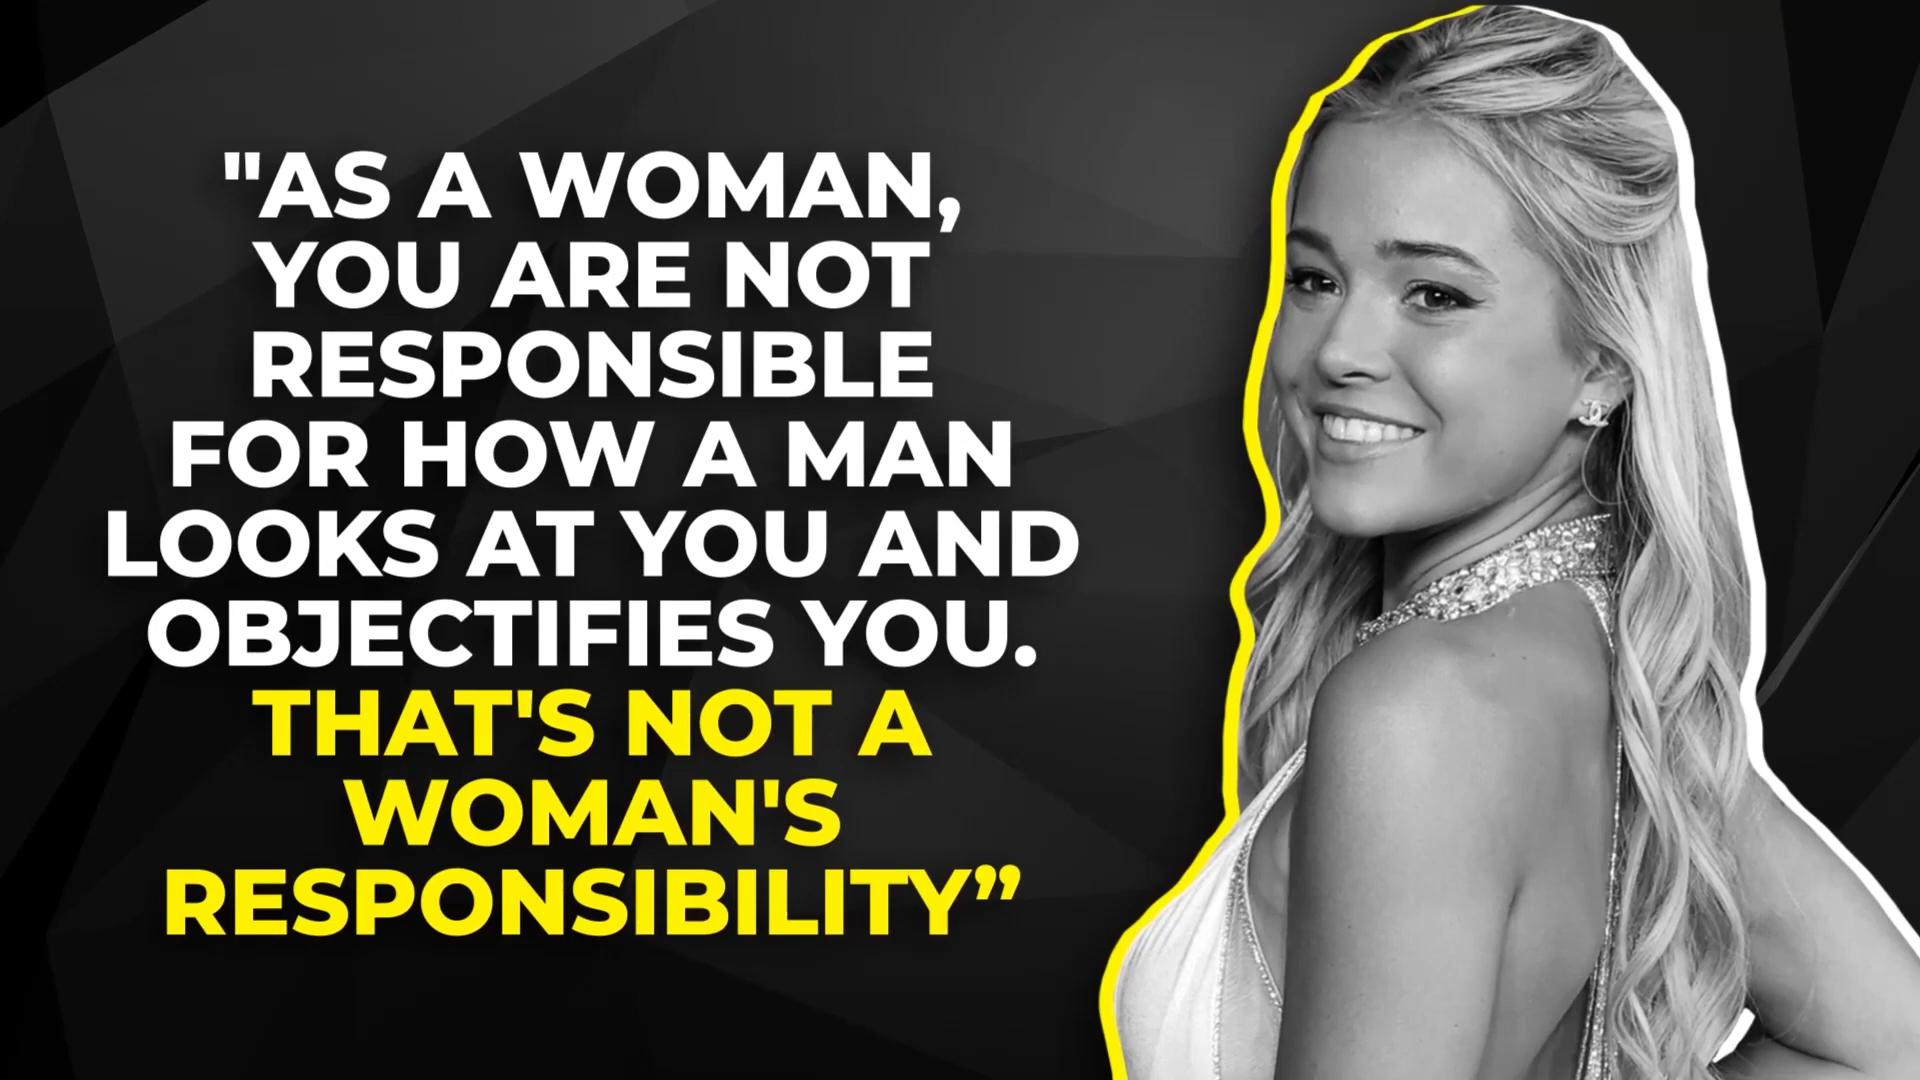 "AS A WOMAN,
YOU ARE NOT
RESPONSIBLE
FOR HOW A MAN
LOOKS AT YOU AND
OBJECTIFIES YOU.
THAT'S NOT A
WOMAN'S
RESPONSIBILITY”